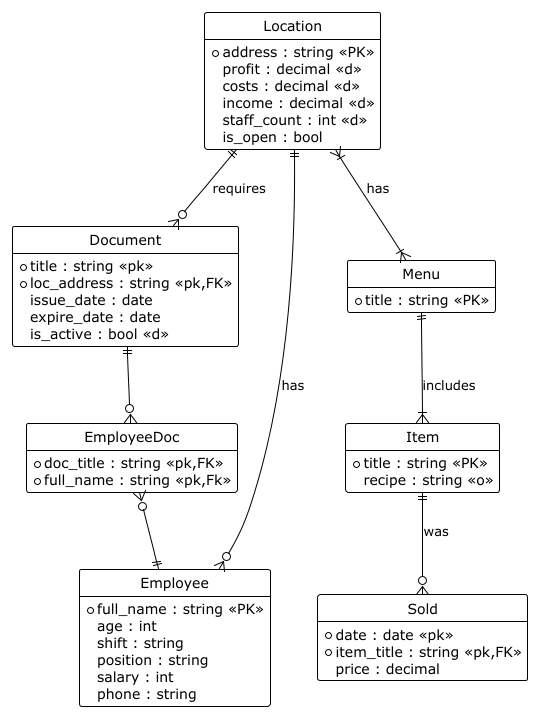 Location
address : string «PK»
profit : decimal «d»
costs : decimal «d»
income : decimal «d»
staff_count : int «d»
is_open : bool
requires
has
Document
title : string «pk»
loc_address : string «pk,FK»
issue_date : date
expire_date : date
is_active : bool «d»
Menu
title : string «PK»
has
includes
EmployeeDoc
doc_title : string «pk,FK»
full_name : string «pk,Fk»
Item
title : string «PK»
recipe : string «o»
was
Employee
full_name : string «PK»
age : int
shift : string
position : string
salary : int
phone : string
Sold
date : date «pk»
item_title : string «pk,FK»
price : decimal